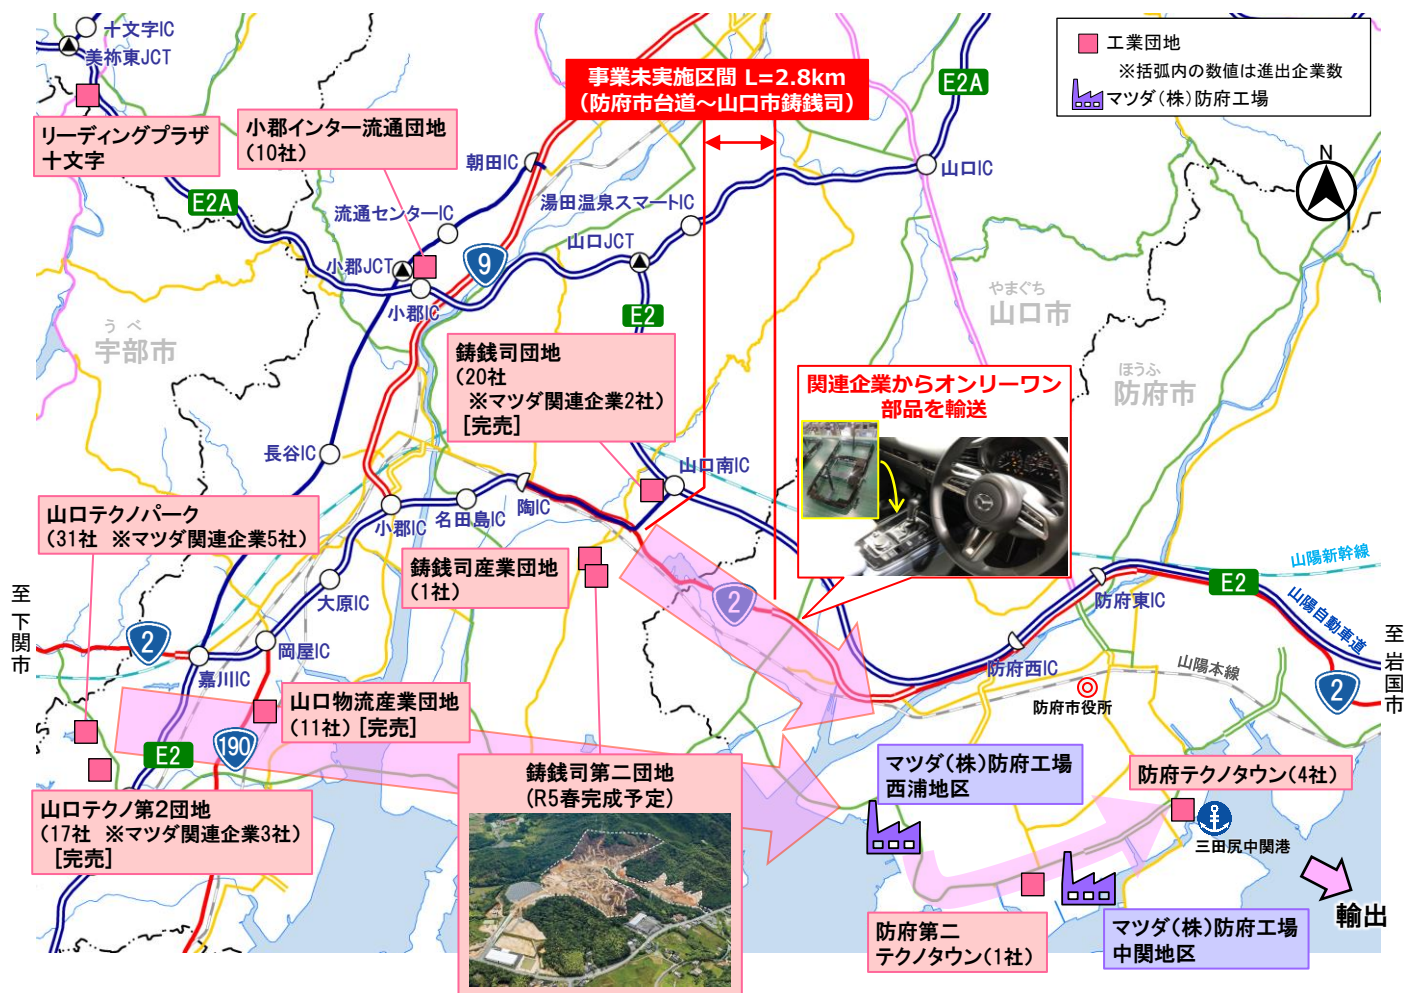 十文字IC
美祢東JCT
リーディングプラザ
十文字
小郡インター流通団地
(10社)
事業未実施区間 L=2.8km
(防府市台道～山口市鋳銭司)
工業団地
※括弧内の数値は進出企業数
マツダ(株)防府工場
E2A
E2A
N
朝田IC
流通センターIC
湯田温泉スマートIC
山口IC
山口JCT
小郡JCT
9
小郡IC
E2
うべ
宇部市
やまぐち
山口市
ほうふ
防府市
鋳銭司団地
(20社
※マツダ関連企業2社)
[完売]
関連企業からオンリーワン
部品を輸送
長谷IC
山口南IC
陶IC
名田島IC
小郡IC
山口テクノパーク
(31社 ※マツダ関連企業5社)
鋳銭司産業団地
(1社)
大原IC
2
山陽新幹線
E2
山陽自動車道
防府東IC
至 下関市
至 岩国市
2
岡屋IC
嘉川IC
防府西IC
山陽本線
2
防府市役所
山口物流産業団地
(11社) [完売]
E2
190
鋳銭司第二団地
(R5春完成予定)
マツダ(株)防府工場
西浦地区
防府テクノタウン(4社)
三田尻中関港
山口テクノ第2団地
(17社 ※マツダ関連企業3社)
[完売]
輸出
防府第二
テクノタウン(1社)
マツダ(株)防府工場
中関地区